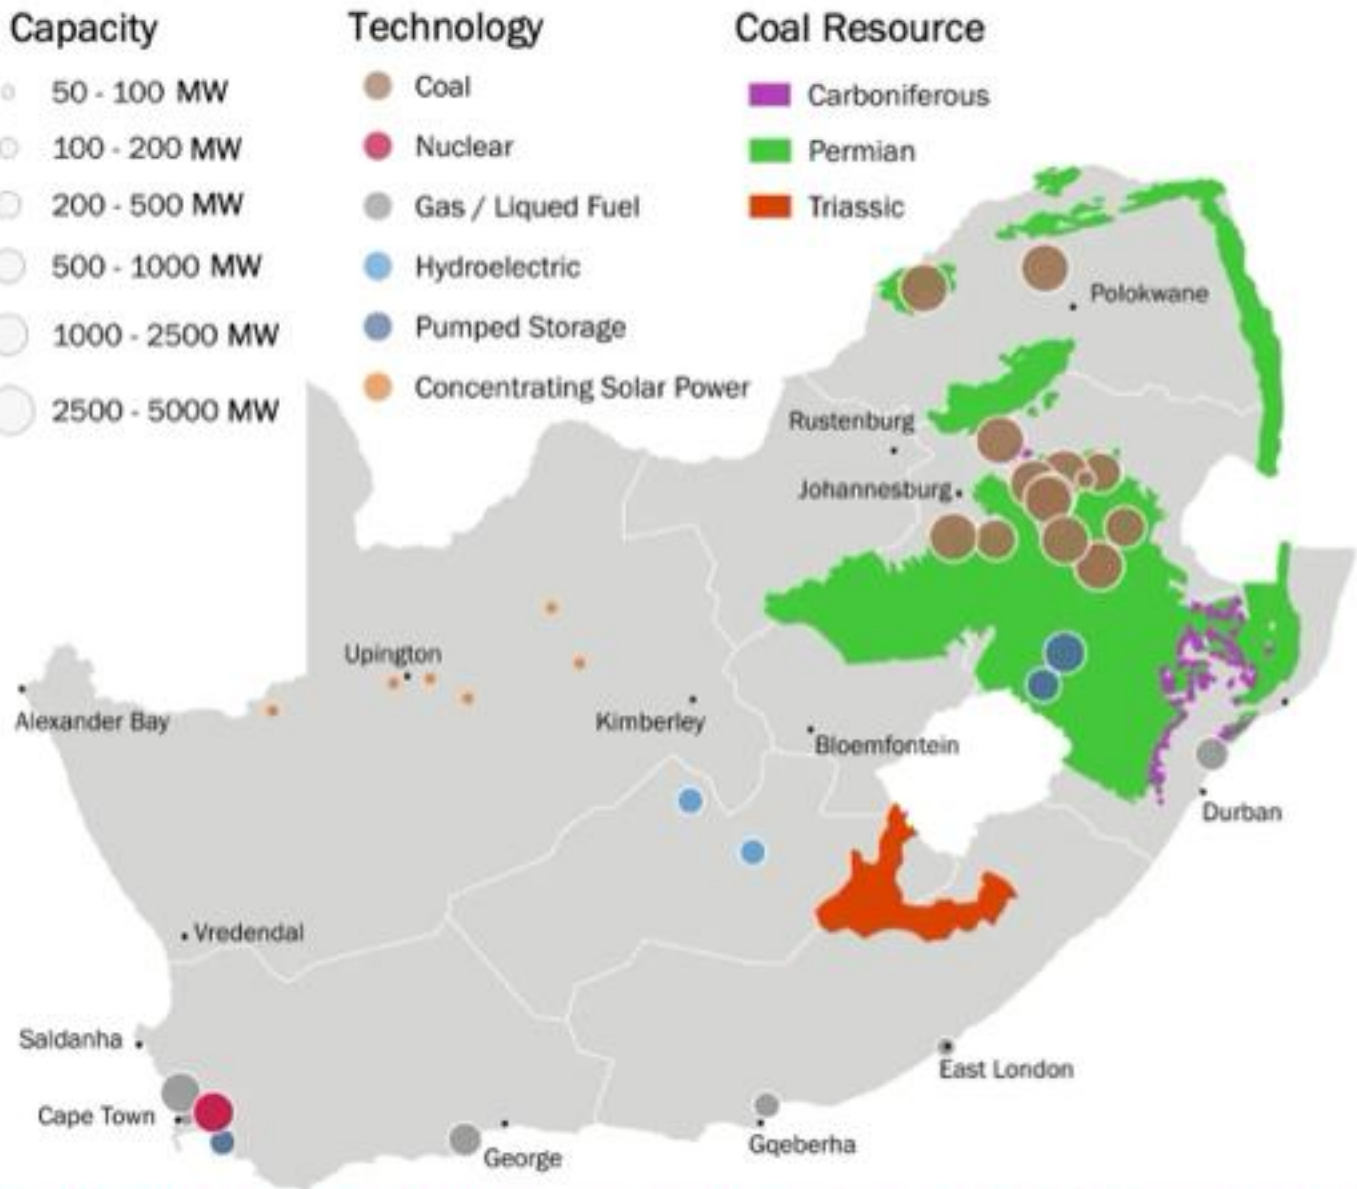 Capacity
50 - 100 MW
100 - 200 MW
200 - 500 MW
500 - 1000 MW
1000 - 2500 MW
2500 - 5000 MW
Technology
Coal
Nuclear
Gas / Liqued Fuel
Hydroelectric
Pumped Storage
Concentrating Solar Power
Coal Resource
Carboniferous
Permian
Triassic
Polokwane
Rustenburg
Johannesburg
Upington
Alexander Bay
Kimberley
Bloemfontein
Durban
Vredendal
Saldanha
East London
Cape Town
Gqeberha
George